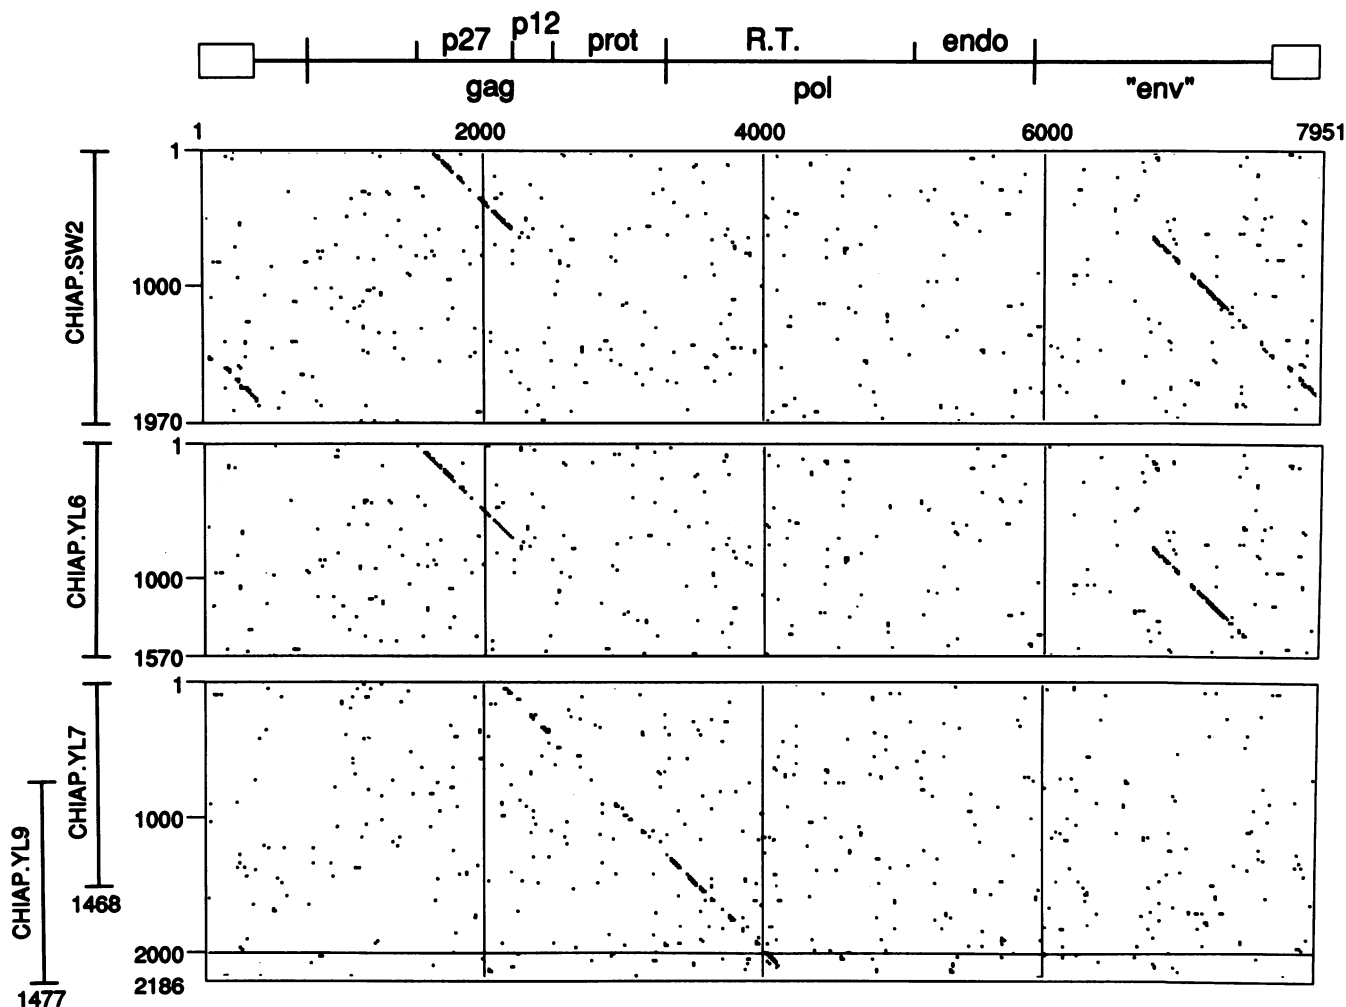 p12
p27 prot R.T. endo
gag pol "env"
1 2000 4000 6000 7951
CHIAP.SW2
1
1000
1970
CHIAP.YL6
1
1000
1570
CHIAP.YL9
1477
CHIAP.YL7
1468
1
1000
2000
2186